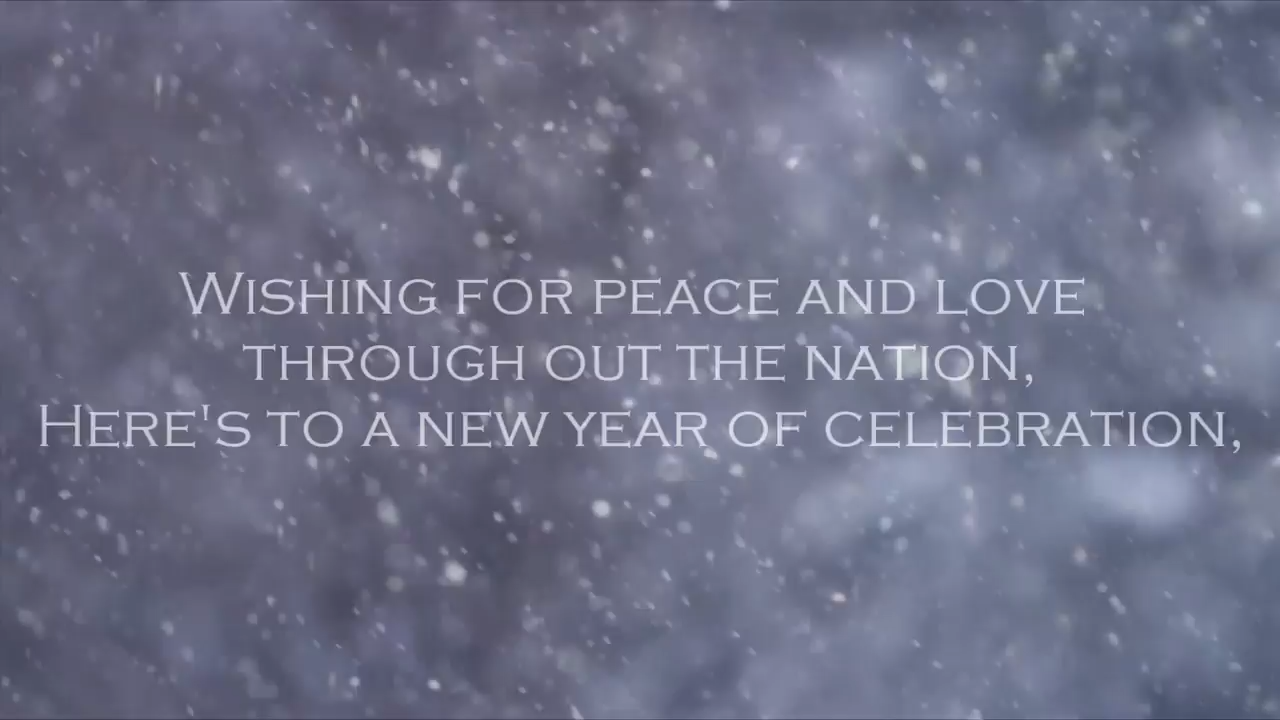 Wishing for peace and love
through out the nation,
Here's to a new year of celebration,